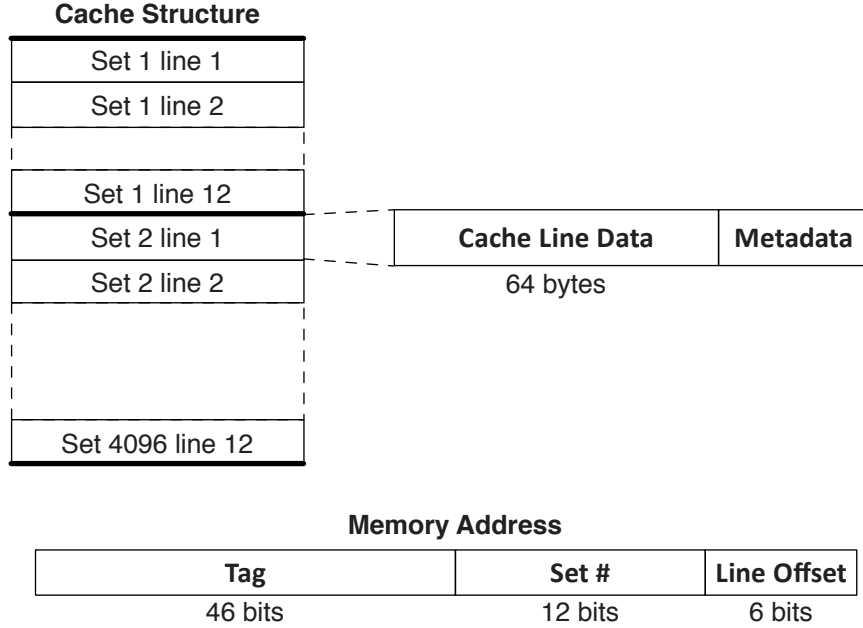 Cache Structure
Set 1 line 1
Set 1 line 2
Set 1 line 12
Set 2 line 1
Set 2 line 2
Set 4096 line 12
Cache Line Data
Metadata
64 bytes
Memory Address
Tag
Set #
Line Offset
46 bits
12 bits
6 bits